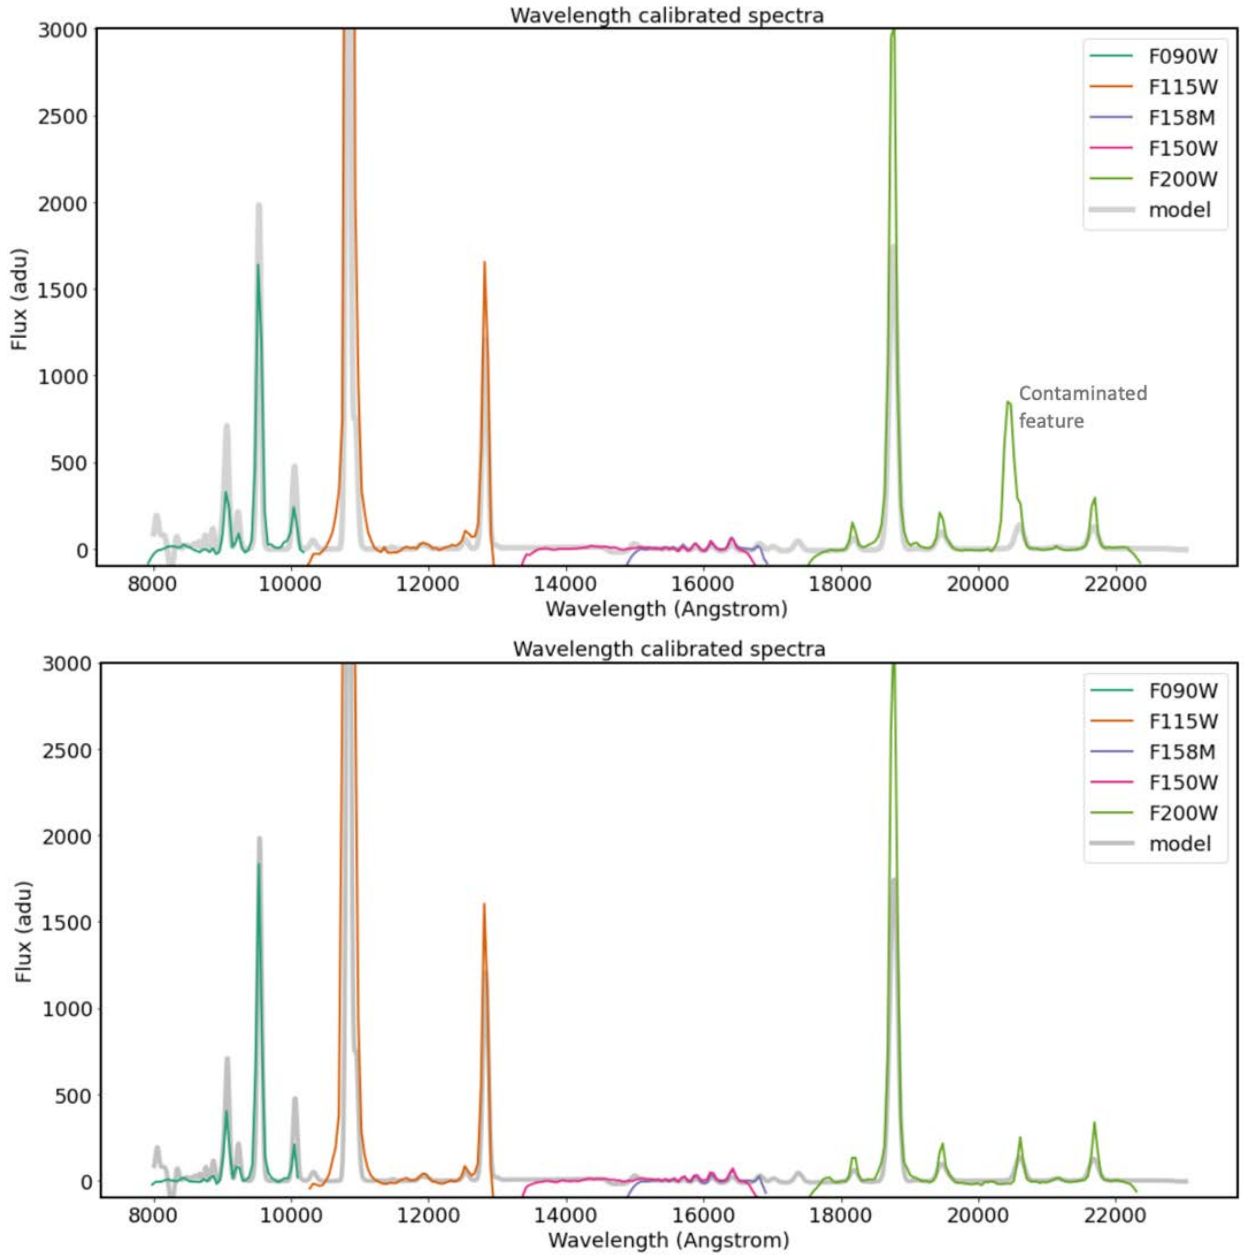 Wavelength calibrated spectra
3000
2500
2000
1500
1000
500
0
Flux (adu)
F090W
F115W
F158M
F150W
F200W
model
Contaminated
feature
8000 10000 12000 14000 16000 18000 20000 22000
Wavelength (Angstrom)
Wavelength calibrated spectra
3000
2500
2000
1500
1000
500
0
Flux (adu)
F090W
F115W
F158M
F150W
F200W
model
8000 10000 12000 14000 16000 18000 20000 22000
Wavelength (Angstrom)